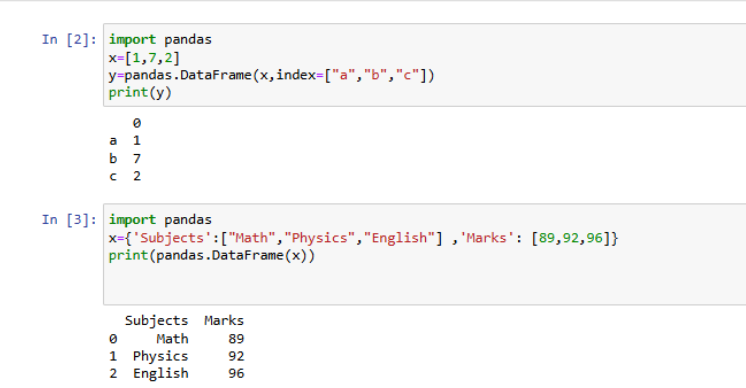 In [2]: import pandas
x=[1,7,2]
y=pandas.DataFrame(x,index=["a","b","c"])
print(y)
0
a 1
b 7
c 2
In [3]: import pandas
x={'Subjects':["Math","Physics","English"] ,'Marks': [89,92,96]}
print(pandas.DataFrame(x))
Subjects Marks
0 Math 89
1 Physics 92
2 English 96